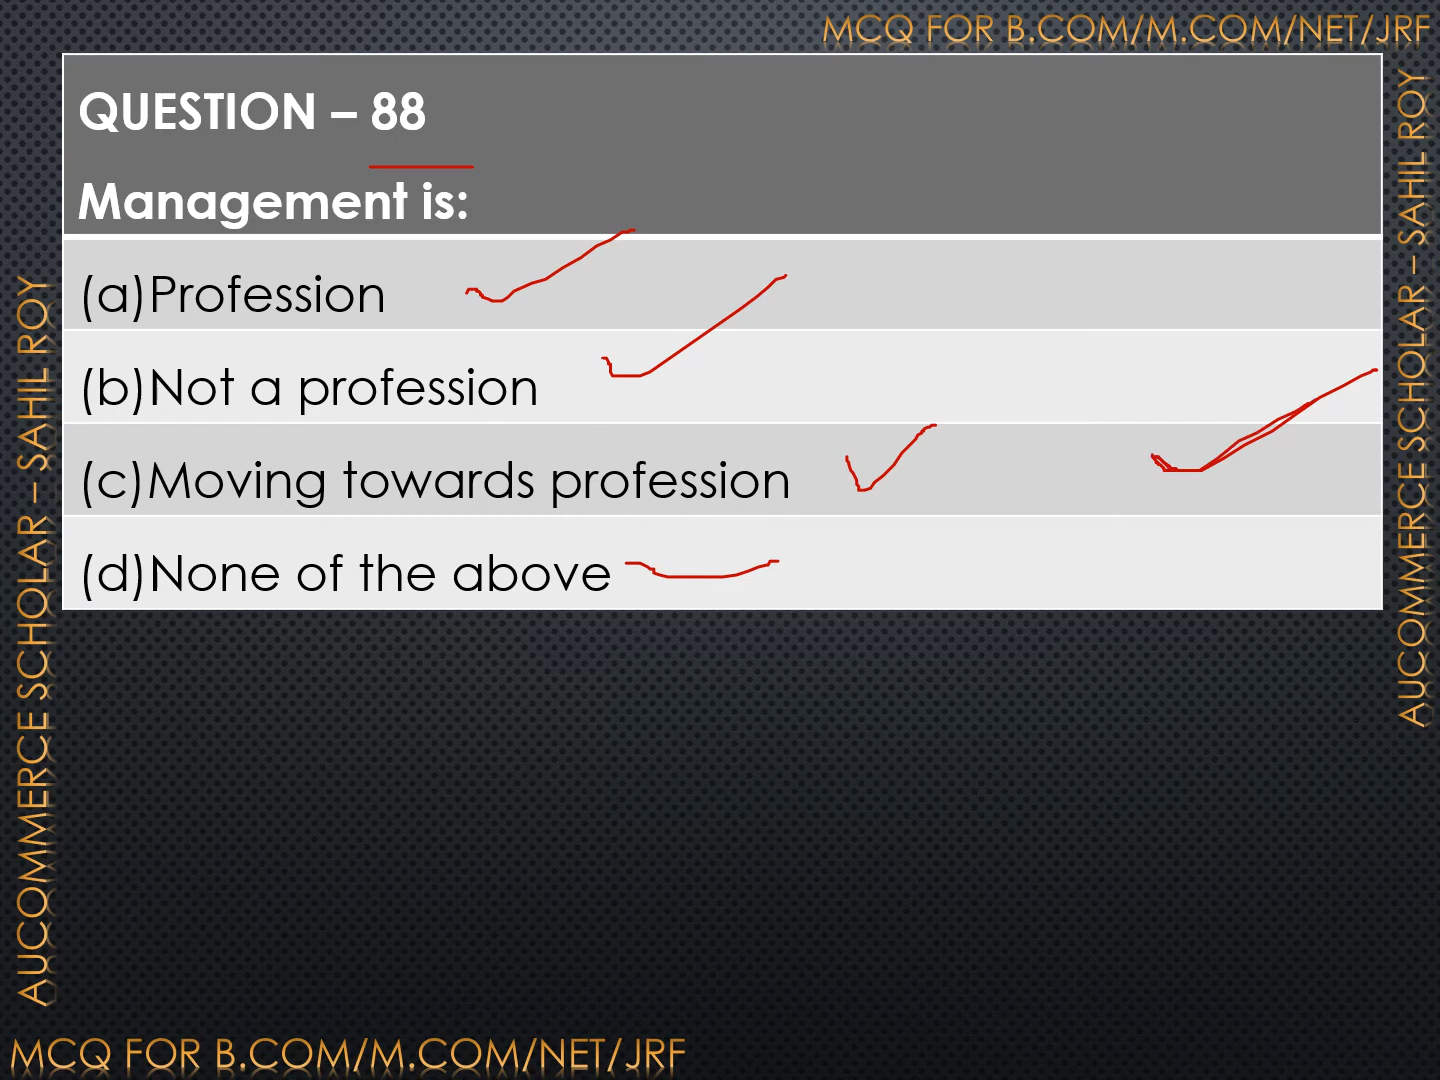 MCQ FOR B.COM/M.COM/NET/JRF
QUESTION – 88
Management is:
(a)Profession
(b)Not a profession
(c)Moving towards profession
(d)None of the above
AUCOMMERCE SCHOLAR – SAHIL ROY
AUCOMMERCE SCHOLAR – SAHIL ROY
MCQ FOR B.COM/M.COM/NET/JRF